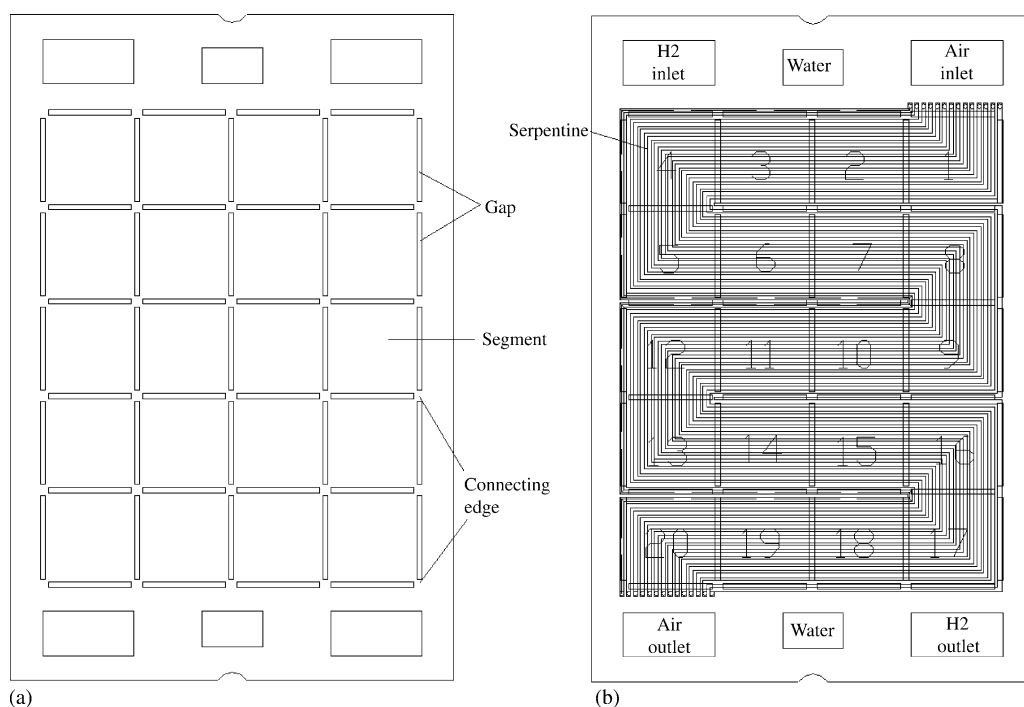 Gap
Segment
Connecting
edge
(a)
H2
inlet
Water
Air
inlet
Serpentine
4 3 2 1
5 6 7 8
12 11 10 9
13 14 15 16
20 19 18 17
Air
outlet
Water
H2
outlet
(b)